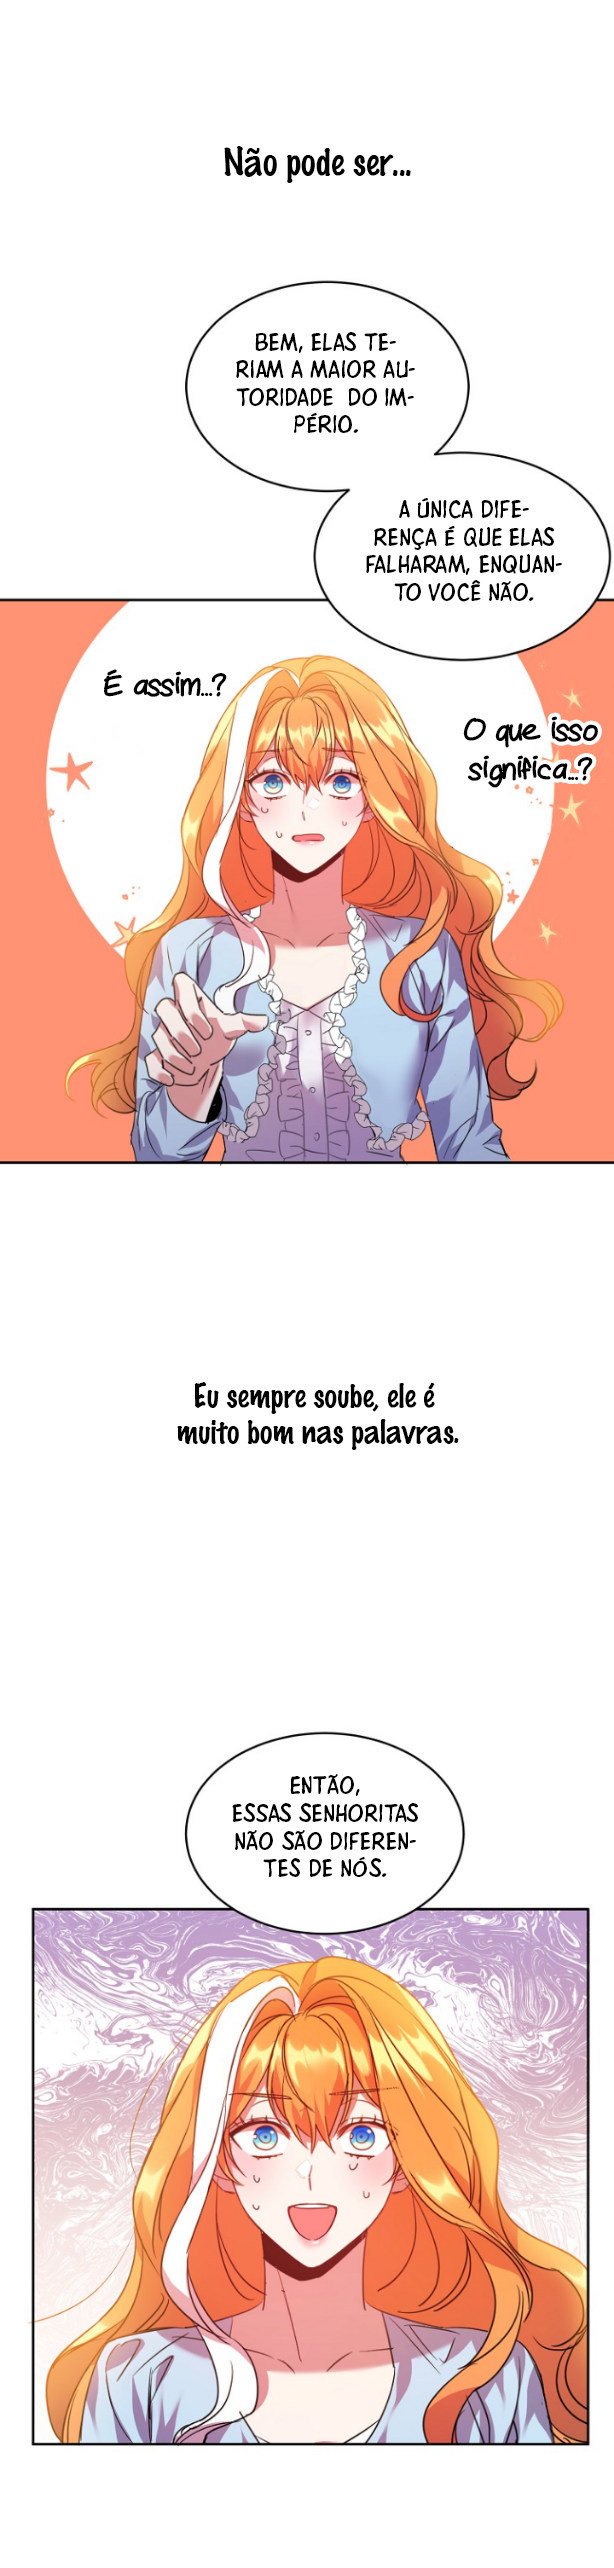 Não pode ser...
BEM, ELAS TE-
RIAM A MAIOR AU-
TORIDADE DO IM-
PÉRIO.
A ÚNICA DIFE-
RENÇA É QUE ELAS
FALHARAM, ENQUAN-
TO VOCÊ NÃO.
É assim...?
O que isso
significa...?
Eu sempre soube, ele é
muito bom nas palavras.
ENTÃO,
ESSAS SENHORITAS
NÃO SÃO DIFEREN-
TES DE NÓS.